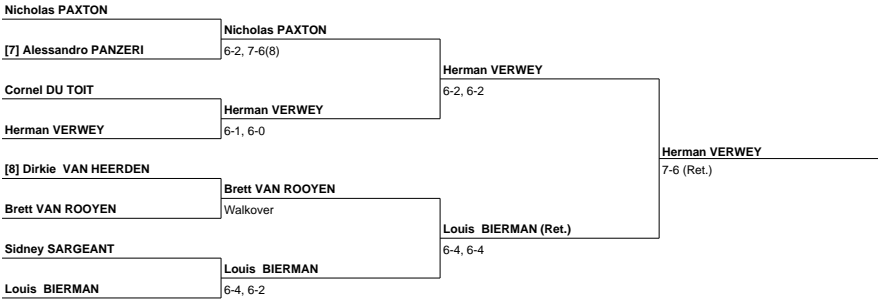 Nicholas PAXTON
Nicholas PAXTON
[7] Alessandro PANZERI
6-2, 7-6(8)
Herman VERWEY
Cornel DU TOIT
6-2, 6-2
Herman VERWEY
Herman VERWEY
6-1, 6-0
Herman VERWEY
[8] Dirkie  VAN HEERDEN
7-6 (Ret.)
Brett VAN ROOYEN
Brett VAN ROOYEN
Walkover
Louis  BIERMAN (Ret.)
Sidney SARGEANT
6-4, 6-4
Louis  BIERMAN
Louis  BIERMAN
6-4, 6-2